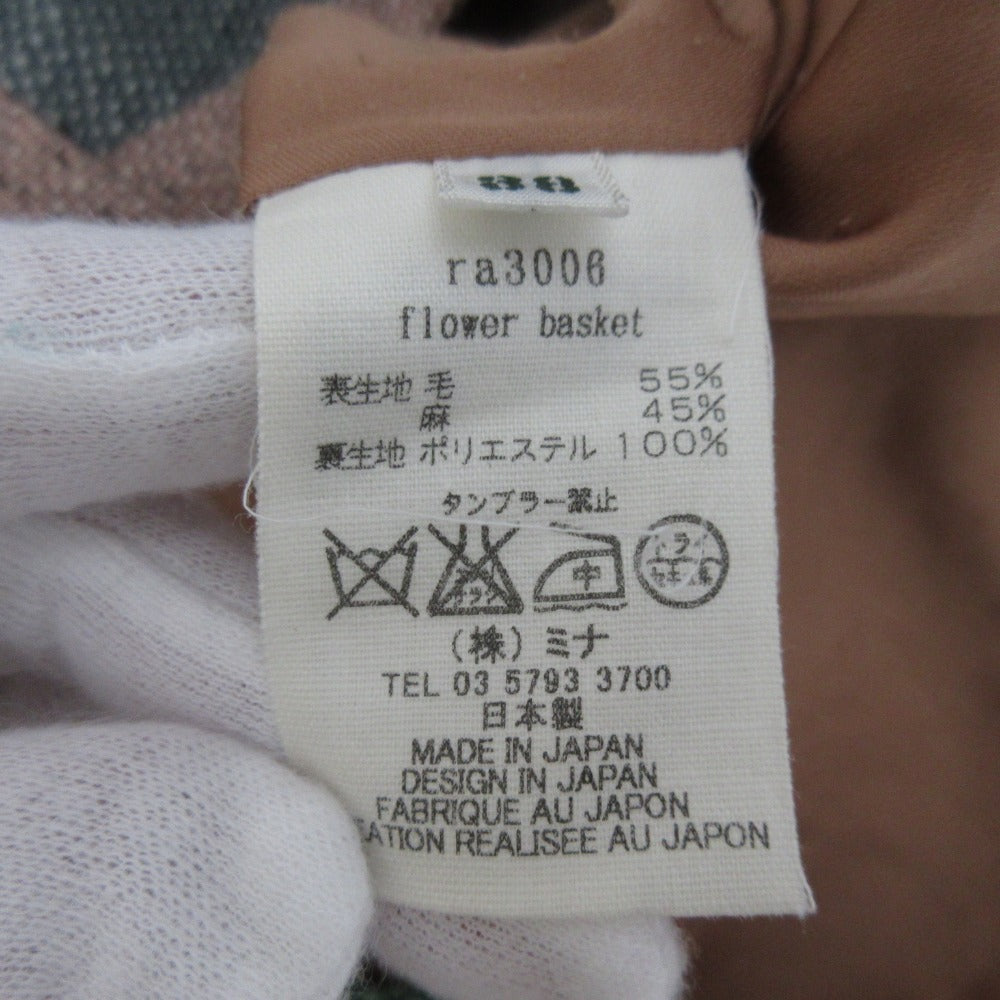 ra3006
flower basket
表生地 毛 55%
麻 45%
裏生地 ポリエステル 100%
タンブラー禁止
中
(株)ミナ
TEL 03 5793 3700
日本製
MADE IN JAPAN
DESIGN IN JAPAN
FABRIQUE AU JAPON
EATION REALISEE AU JAPON